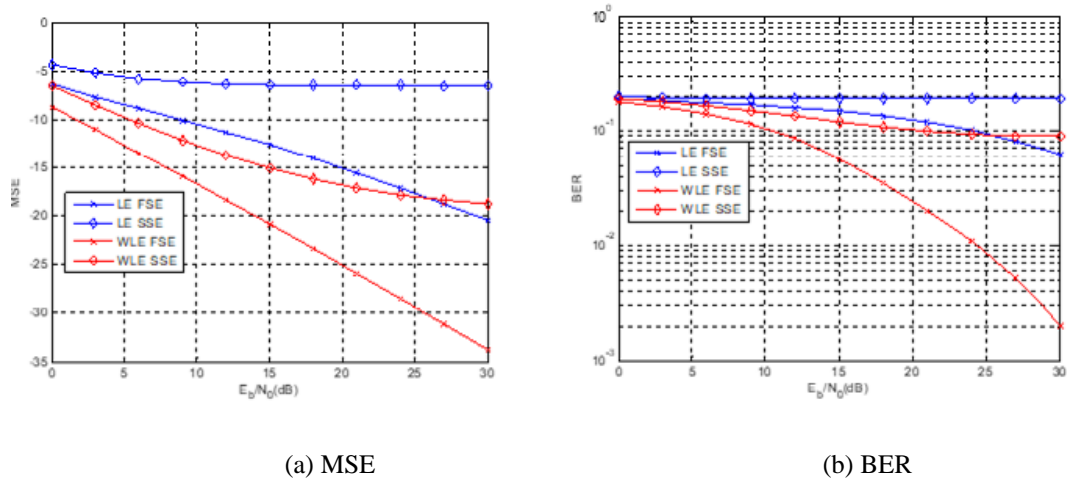 0
-5
-10
-15
-20
-25
-30
-35
MSE
LE FSE
LE SSE
WLE FSE
WLE SSE
0 5 10 15 20 25 30
E_b/N_0(dB)
(a) MSE
10^0
10^-1
10^-2
10^-3
BER
LE FSE
LE SSE
WLE FSE
WLE SSE
0 5 10 15 20 25 30
E_b/N_0(dB)
(b) BER